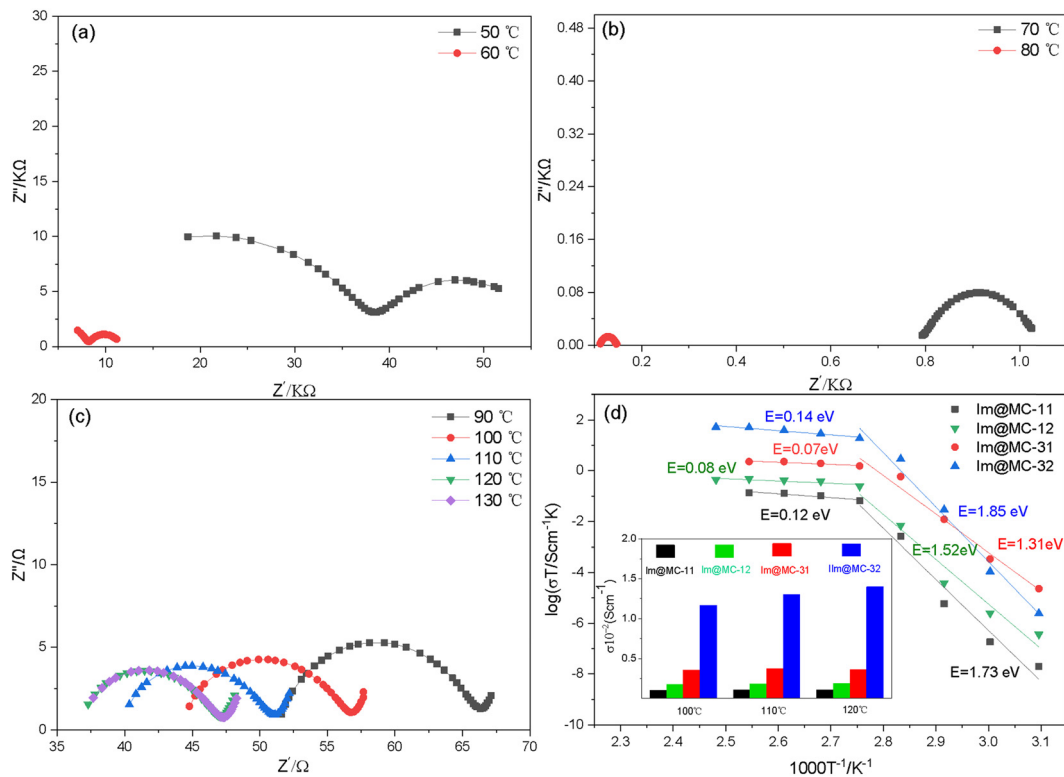 (a)
50 ℃
60 ℃
30
25
20
15
10
5
0
Z"/KΩ
10
20
30
40
50
Z'/KΩ
(b)
70 ℃
80 ℃
0.48
0.40
0.32
0.24
0.16
0.08
0.00
Z"/KΩ
0.2
0.4
0.6
0.8
1.0
Z'/KΩ
(c)
90 ℃
100 ℃
110 ℃
120 ℃
130 ℃
20
15
10
5
0
Z"/Ω
35
40
45
50
55
60
65
70
Z'/Ω
(d)
Im@MC-11
Im@MC-12
Im@MC-31
Im@MC-32
E=0.14 eV
E=0.07eV
E=0.08 eV
E=0.12 eV
E=1.85 eV
E=1.31eV
E=1.52eV
E=1.73 eV
2
0
-2
-4
-6
-8
-10
log(σT/Scm⁻¹K)
2.3
2.4
2.5
2.6
2.7
2.8
2.9
3.0
3.1
1000T⁻¹/K⁻¹
2.0
1.5
1.0
0.5
σ10⁻²(Scm⁻¹)
Im@MC-11
Im@MC-12
Im@MC-31
IIm@MC-32
100℃
110℃
120℃